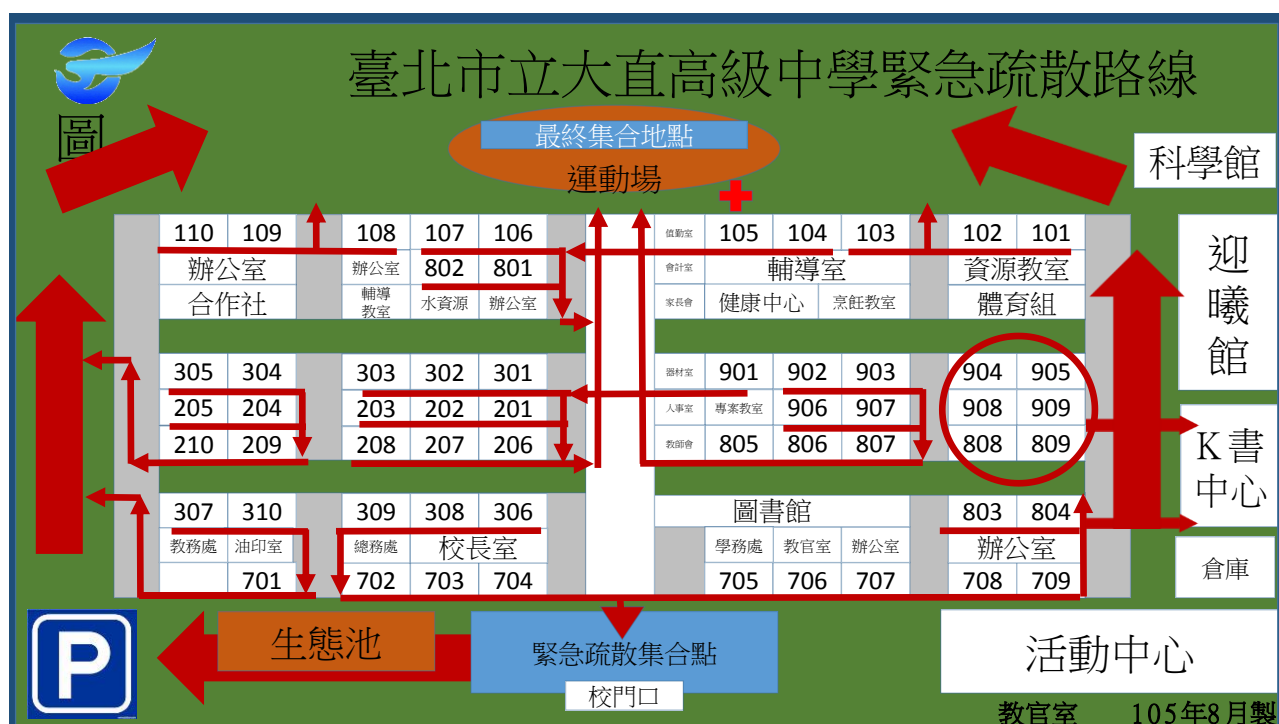 臺北市立大直高級中學緊急疏散路線
圖
最終集合地點
運動場
科學館
110 109 108 107 106 值勤室 105 104 103 102 101
辦公室 辦公室 802 801 會計室 輔導室 資源教室
合作社 輔導教室 水資源 辦公室 家長會 健康中心 烹飪教室 體育組
迎曦館
305 304 303 302 301 器材室 901 902 903 904 905
205 204 203 202 201 人事室 專案教室 906 907 908 909
210 209 208 207 206 教師會 805 806 807 808 809
K書中心
307 310 309 308 306 圖書館 803 804
教務處 油印室 總務處 校長室 學務處 教官室 辦公室 辦公室
701 702 703 704 705 706 707 708 709
倉庫
P
生態池
緊急疏散集合點
校門口
活動中心
教官室 105年8月製